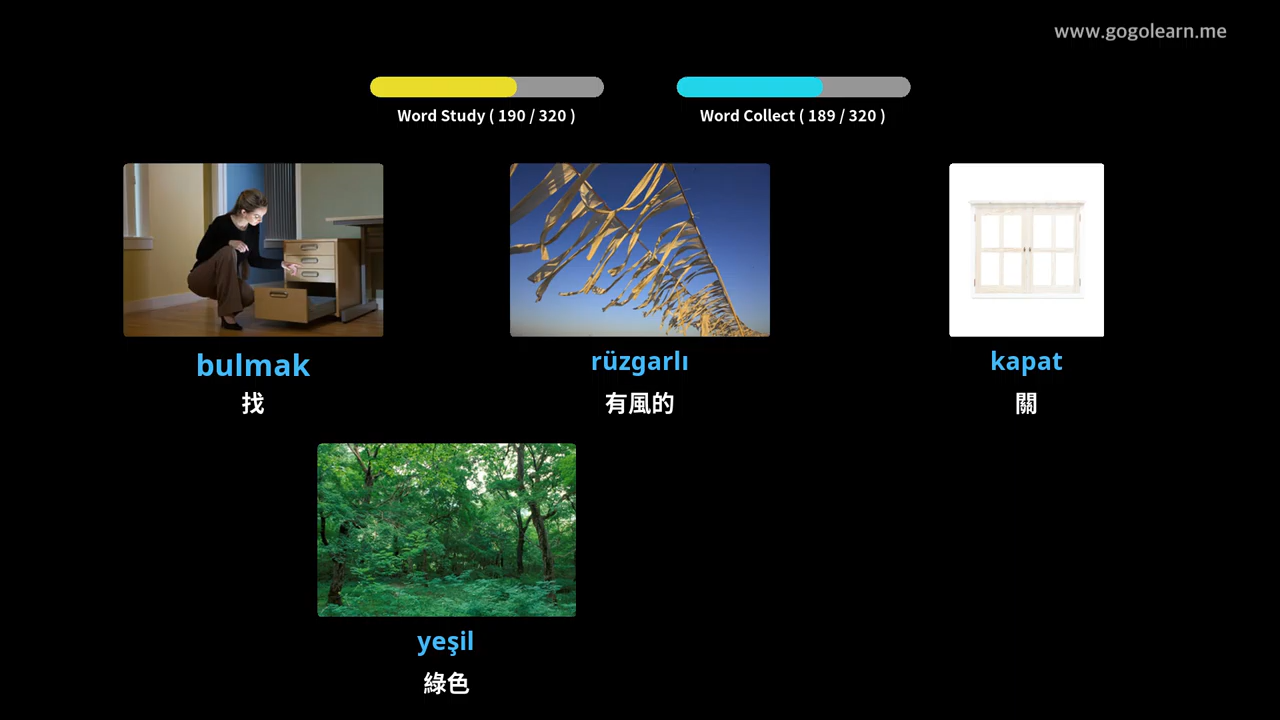 www.gogolearn.me
Word Study ( 190 / 320 )
Word Collect ( 189 / 320 )
bulmak
找
rüzgarlı
有風的
kapat
關
yeşil
綠色